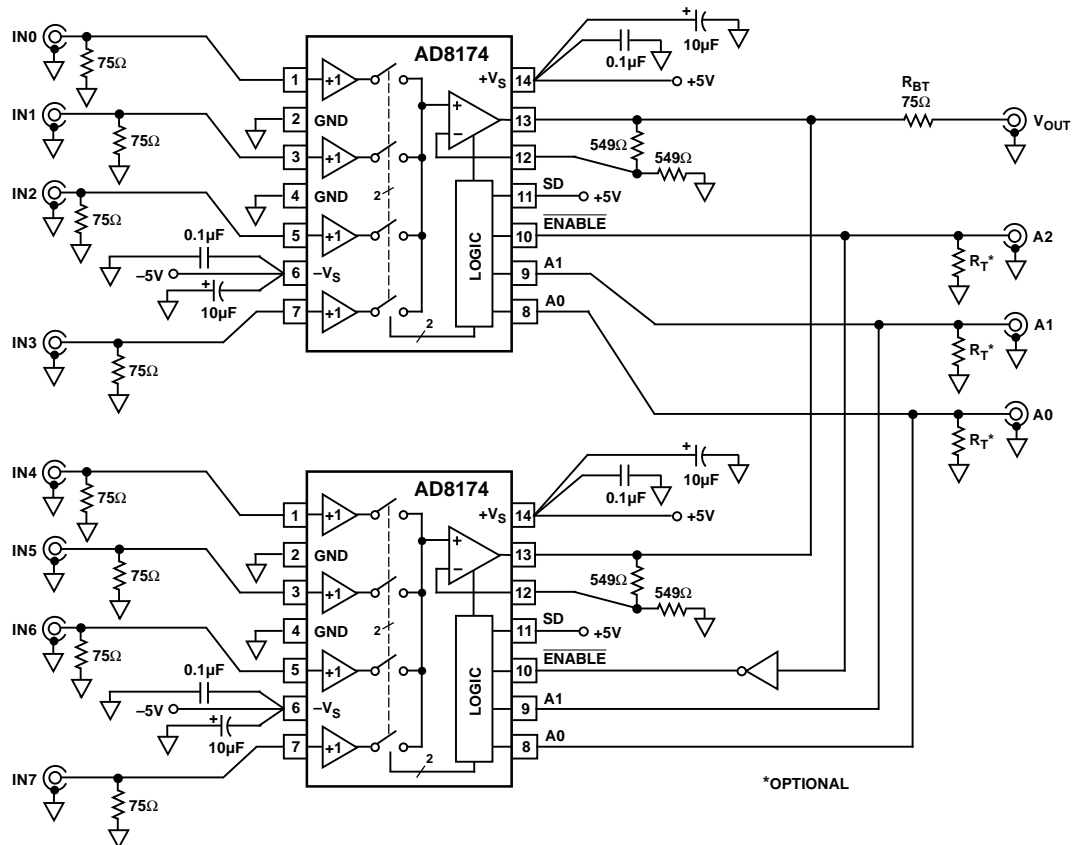 IN0
75Ω
IN1
75Ω
IN2
75Ω
0.1µF
–5V
10µF
IN3
75Ω
AD8174
1
+1
2
GND
3
+1
4
GND
2
5
+1
6
–VS
7
+1
2
LOGIC
+
–
+VS
14
13
12
11
SD
+5V
10
ENABLE
9
A1
8
A0
+
10µF
0.1µF
+5V
549Ω
549Ω
RBT
75Ω
VOUT
A2
RT*
A1
RT*
A0
RT*
IN4
75Ω
IN5
75Ω
IN6
75Ω
0.1µF
–5V
+
10µF
IN7
75Ω
AD8174
1
+1
2
GND
3
+1
4
GND
2
5
+1
6
–VS
7
+1
2
LOGIC
+
–
+VS
14
13
12
11
SD
+5V
10
ENABLE
9
A1
8
A0
+
10µF
0.1µF
+5V
549Ω
549Ω
*OPTIONAL